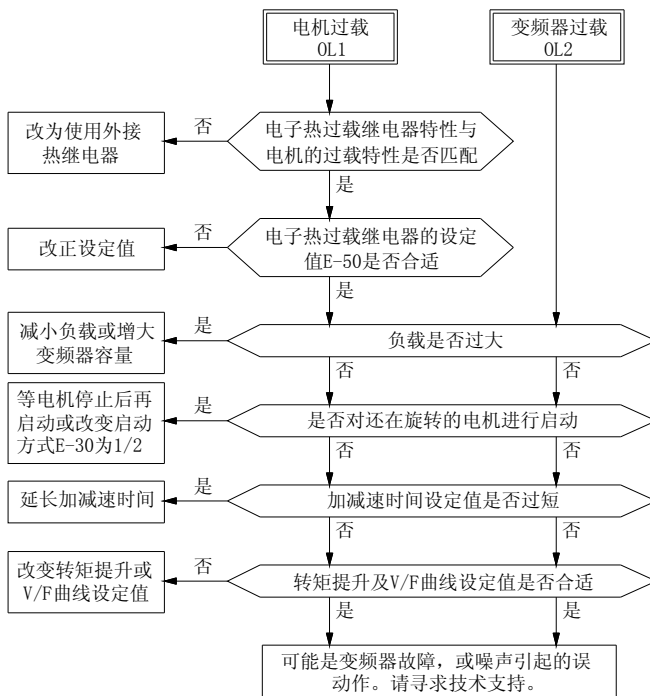 电机过载
OL1
变频器过载
OL2
改为使用外接
热继电器
否
电子热过载继电器特性与
电机的过载特性是否匹配
是
改正设定值
否
电子热过载继电器的设定
值E-50是否合适
是
减小负载或增大
变频器容量
是
负载是否过大
否
否
等电机停止后再
启动或改变启动
方式E-30为1/2
是
是否对还在旋转的电机进行启动
否
否
延长加减速时间
是
加减速时间设定值是否过短
否
否
改变转矩提升或
V/F曲线设定值
否
转矩提升及V/F曲线设定值是否合适
是
是
可能是变频器故障，或噪声引起的误
动作。请寻求技术支持。